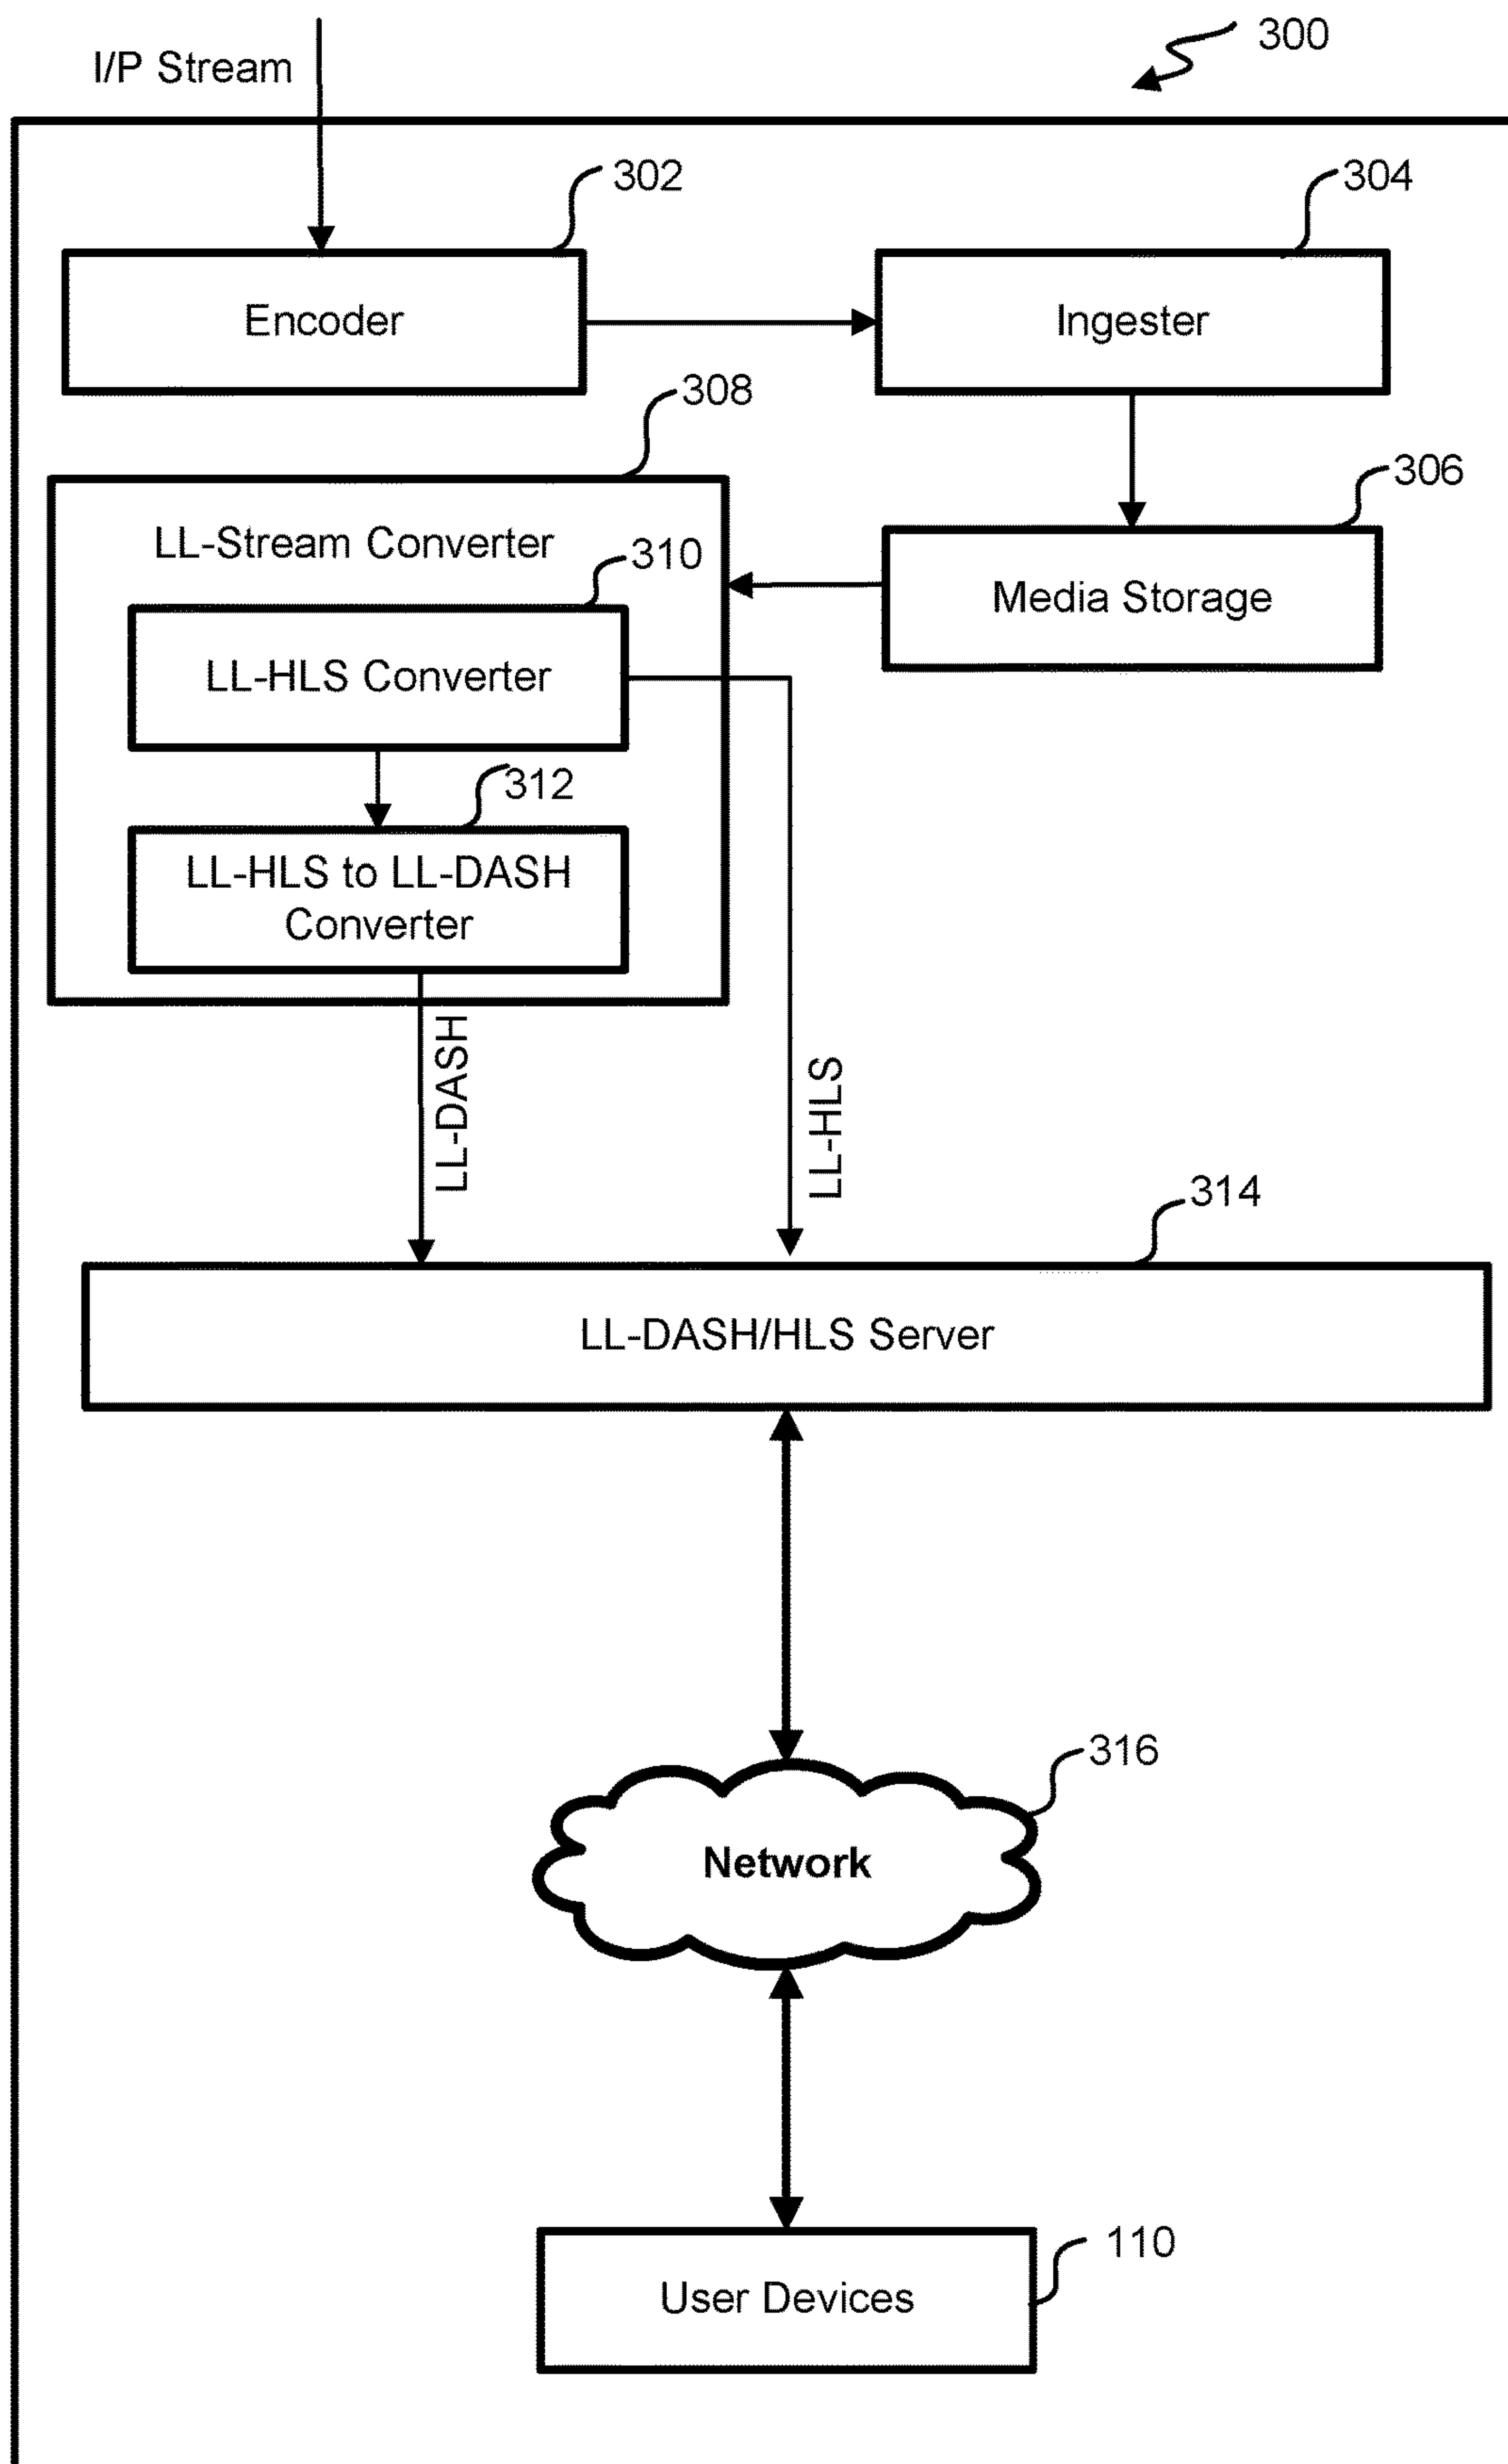 300
I/P Stream
302
304
Encoder
Ingester
308
306
LL-Stream Converter
310
Media Storage
LL-HLS Converter
312
LL-HLS to LL-DASH
Converter
LL-DASH
LL-HLS
314
LL-DASH/HLS Server
316
Network
110
User Devices